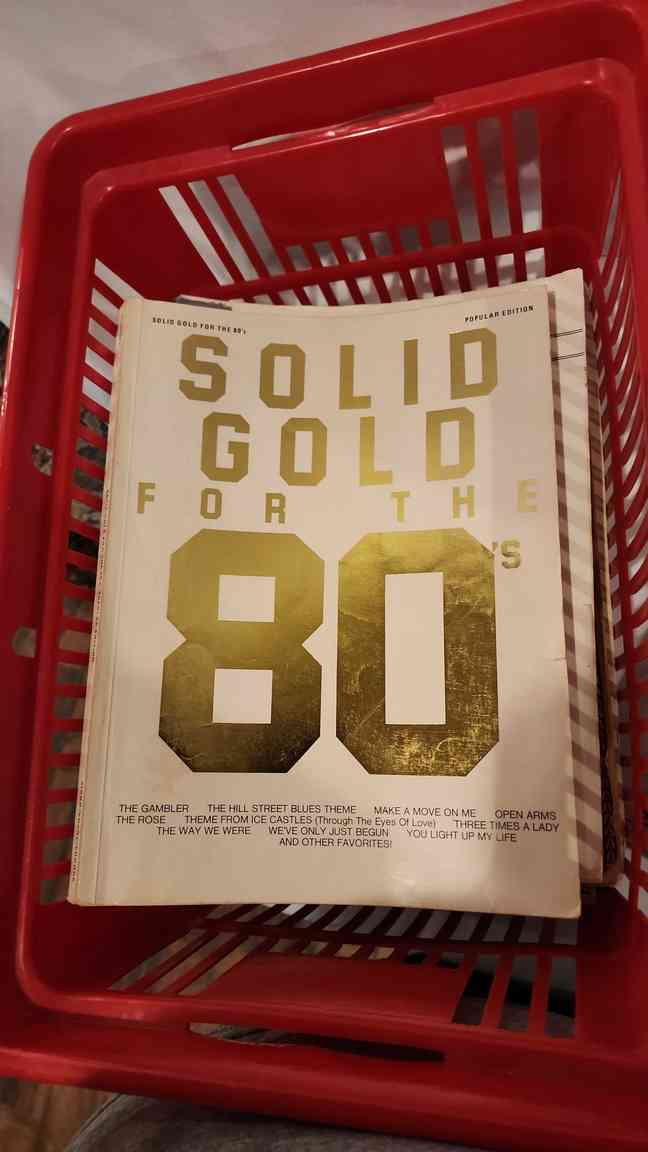 SOLID GOLD FOR THE 80's
POPULAR EDITION
SOLID
GOLD
FOR THE
80'S
THE GAMBLER THE HILL STREET BLUES THEME MAKE A MOVE ON ME OPEN ARMS
THE ROSE THEME FROM ICE CASTLES (Through The Eyes Of Love) THREE TIMES A LADY
THE WAY WE WERE WE'VE ONLY JUST BEGUN YOU LIGHT UP MY LIFE
AND OTHER FAVORITES!